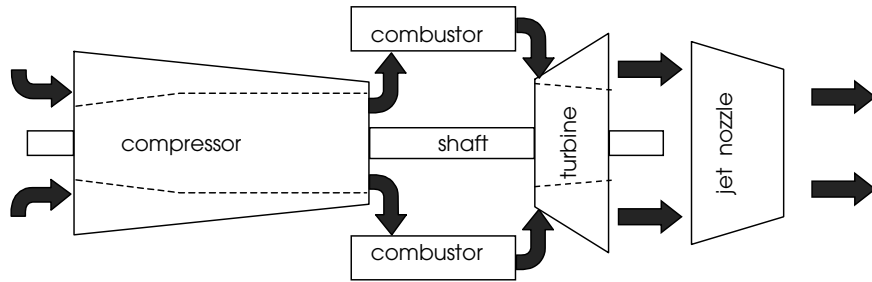 combustor
compressor
shaft
turbine
jet nozzle
combustor